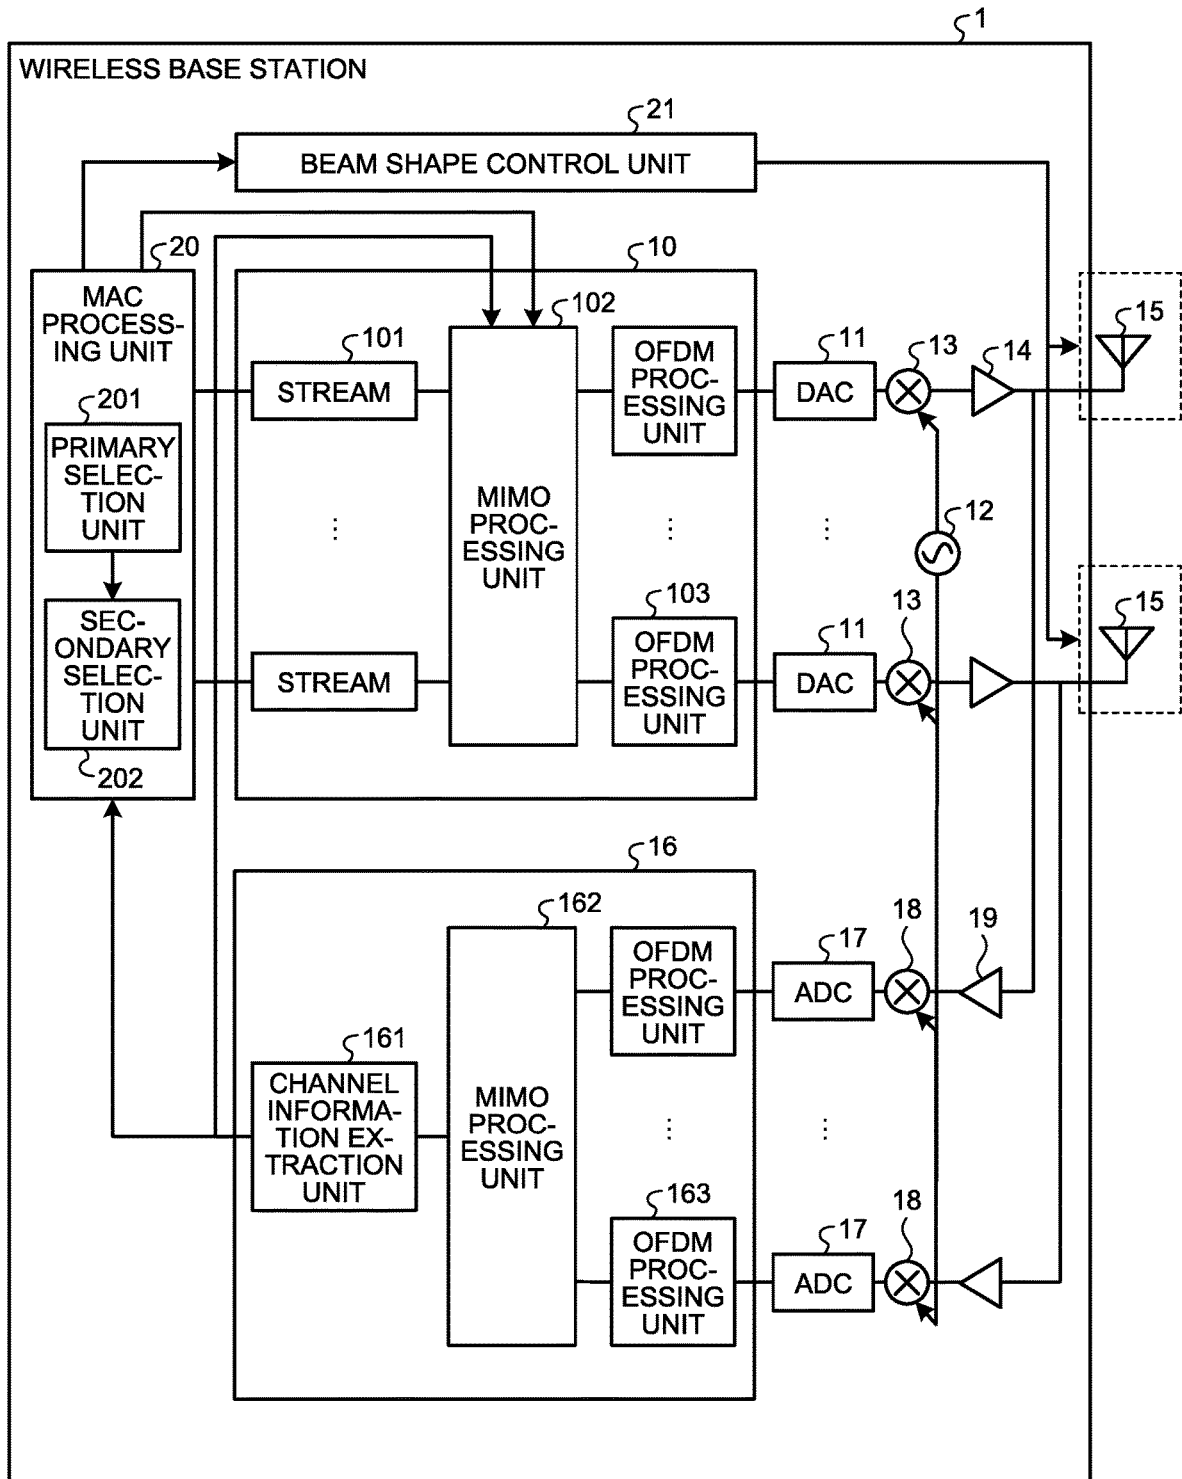 1
WIRELESS BASE STATION
21
BEAM SHAPE CONTROL UNIT
20
MAC
PROCESS-
ING UNIT
201
PRIMARY
SELEC-
TION
UNIT
SEC-
ONDARY
SELEC-
TION
UNIT
202
10
101
STREAM
⋮
STREAM
102
MIMO
PROC-
ESSING
UNIT
OFDM
PROC-
ESSING
UNIT
⋮
103
OFDM
PROC-
ESSING
UNIT
11
DAC
⋮
11
DAC
13
14
12
13
15
15
16
161
CHANNEL
INFORMA-
TION EX-
TRACTION
UNIT
162
MIMO
PROC-
ESSING
UNIT
OFDM
PROC-
ESSING
UNIT
⋮
163
OFDM
PROC-
ESSING
UNIT
17
ADC
⋮
17
ADC
18
19
18